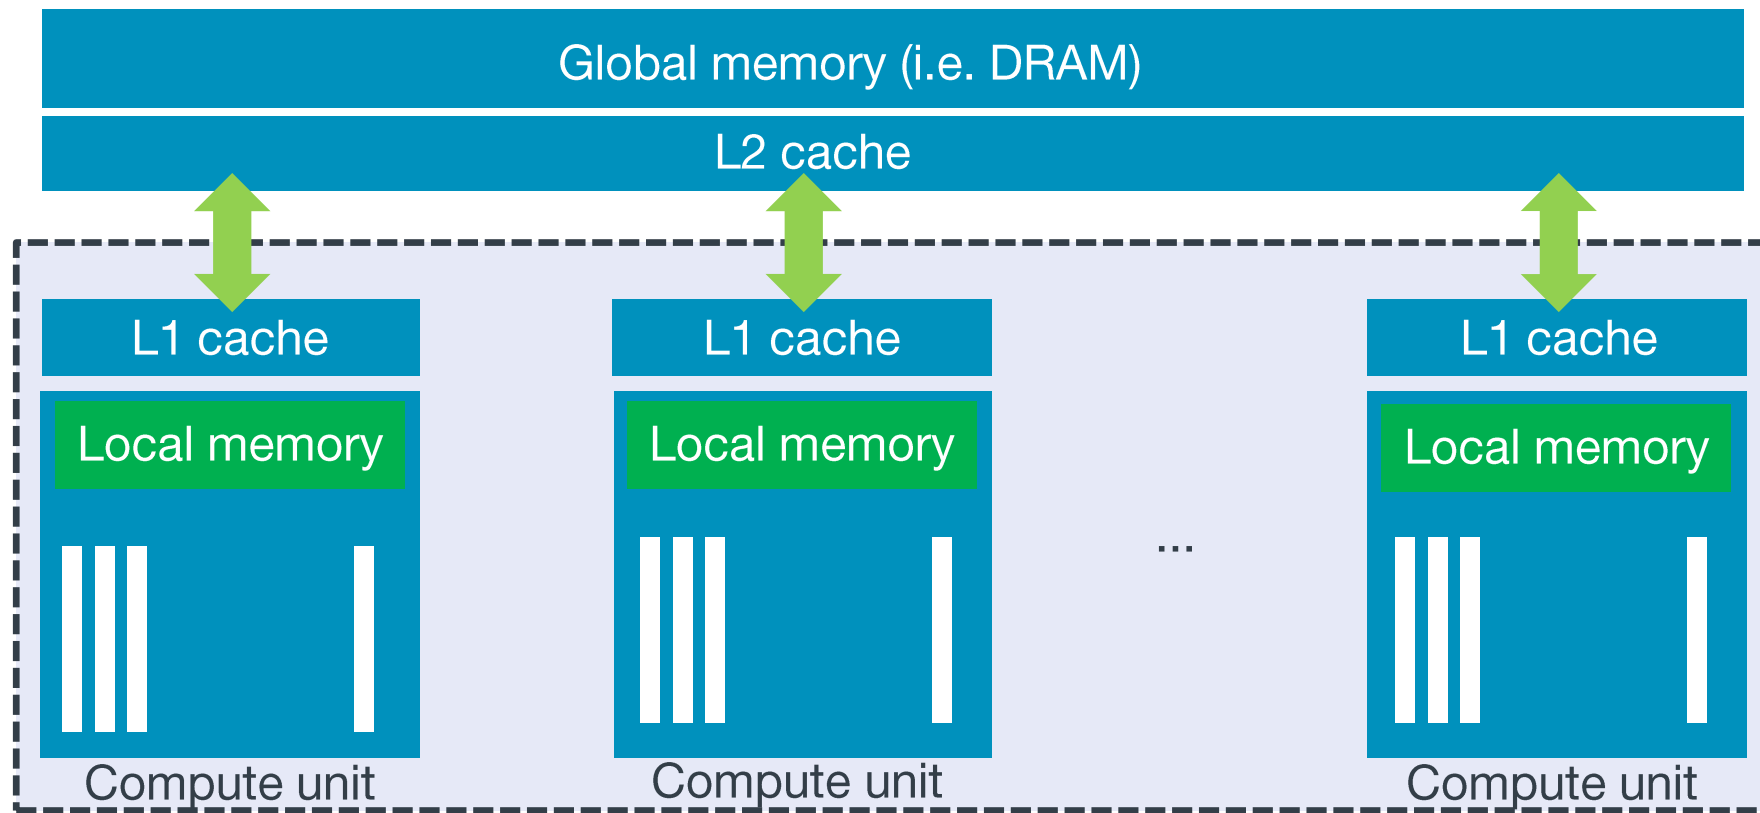 Global memory (i.e. DRAM)
L2 cache
L1 cache
L1 cache
L1 cache
Local memory
Local memory
Local memory
...
Compute unit
Compute unit
Compute unit